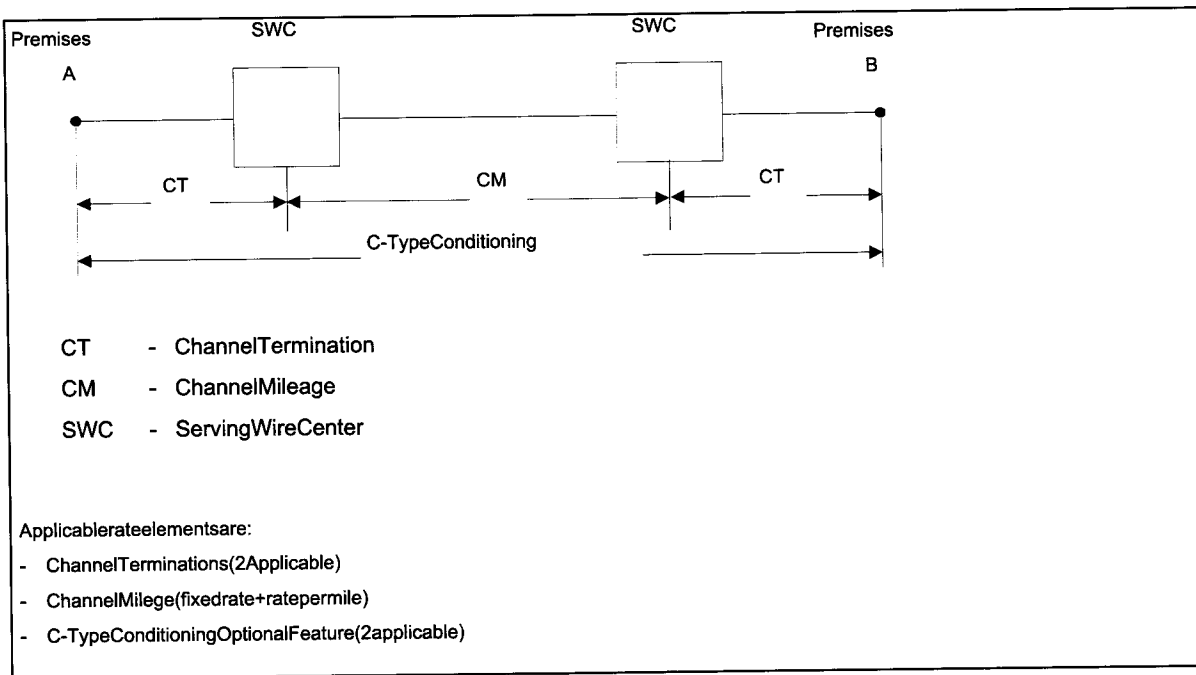 Premises SWC SWC Premises
A B
CT CM CT
C-TypeConditioning
CT - ChannelTermination
CM - ChannelMileage
SWC - ServingWireCenter
Applicablerateelementsare:
- ChannelTerminations(2Applicable)
- ChannelMilege(fixedrate+ratepermile)
- C-TypeConditioningOptionalFeature(2applicable)